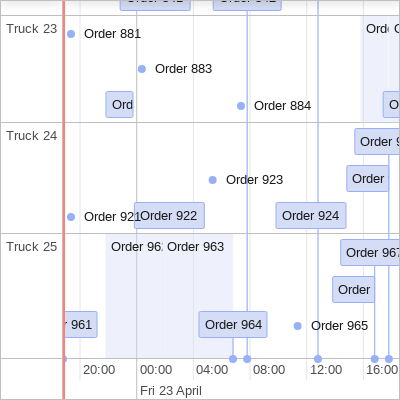 Truck 23
Order 881
Order 883
Ord
Order 884
Truck 24
Order 923
Order
Order 921
Order 922
Order 924
Truck 25
Order 963
Order 967
Order
961
Order 964
Order 965
20:00
00:00
04:00
08:00
12:00
16:00
Fri 23 April